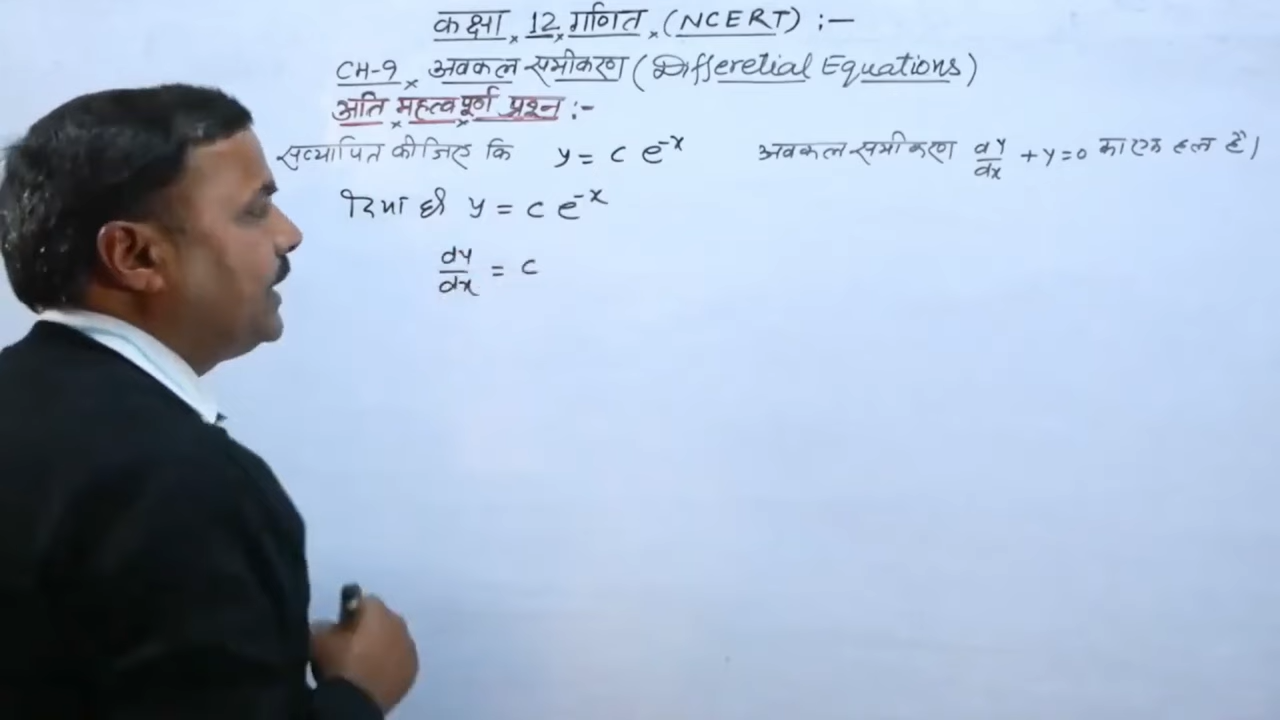 कक्षा 12 गणित (NCERT) :-
CH-9 अवकल समीकरण (Differetial Equations)
अति महत्वपूर्ण प्रश्न :-
सत्यापित कीजिए कि y = c e^-x अवकल समीकरण dy/dx + y = 0 का एक हल है।
दिया है y = c e^-x
dy/dx = c